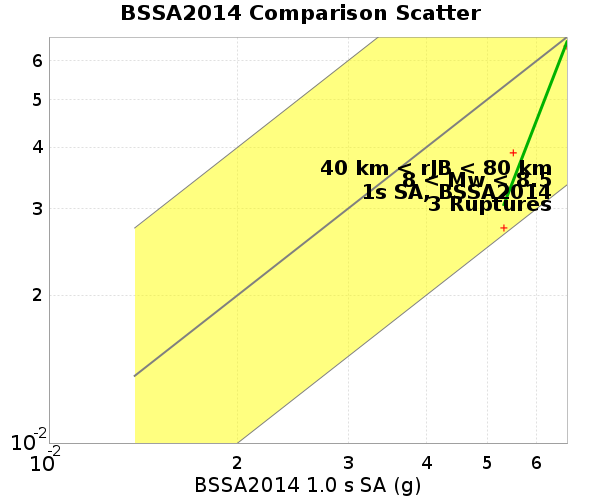 BSSA2014 Comparison Scatter
6
5
4
40 km < rJB < 80 km
8 < Mw < 8.5
1s SA, BSSA2014
3 Ruptures
3
2
10-2
10-2
2
3
4
5
6
BSSA2014 1.0 s SA (g)